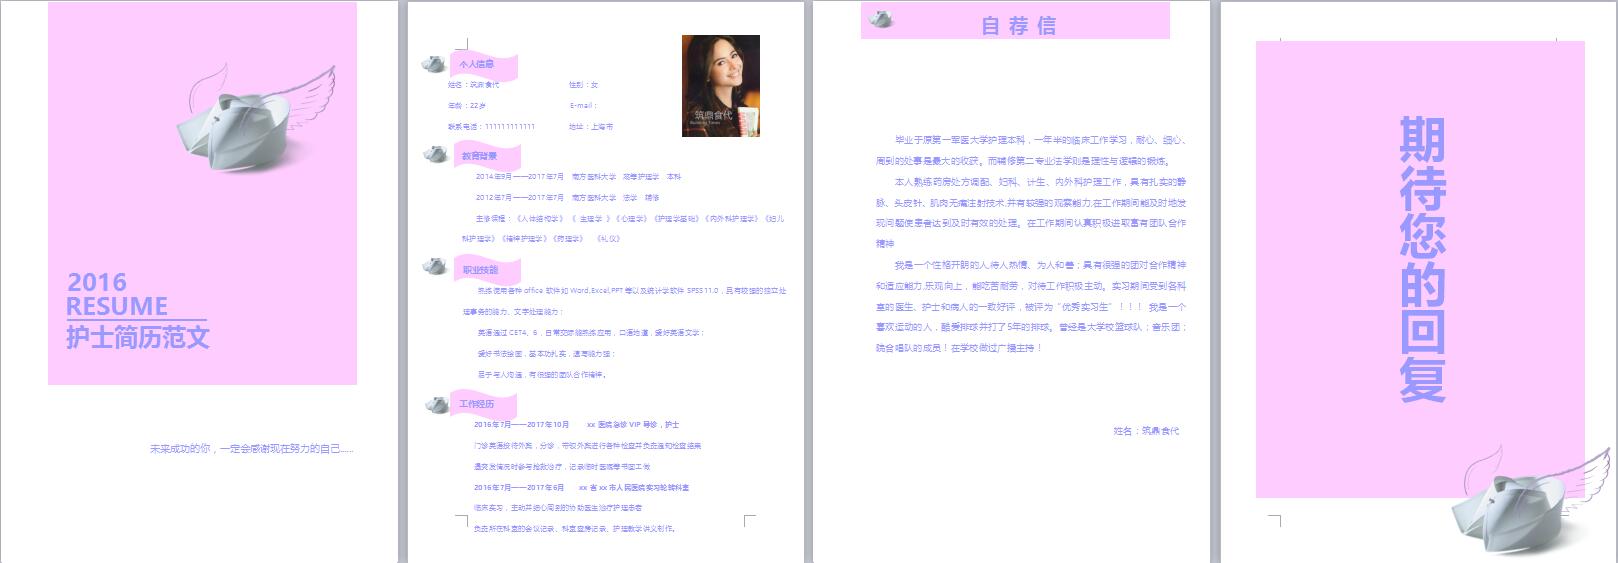 2016
RESUME
护士简历范文
未来成功的你，一定会感谢现在努力的自己......
个人信息
姓名：筑鼎食代 性别：女
年龄：22岁 E-mail：
联系电话：111111111111 地址：上海市
筑鼎食代
教育背景
2014年9月——2017年7月 南方医科大学 高等护理学 本科
2012年7月——2017年7月 南方医科大学 法学 辅修
主修课程：《人体结构学》《 生理学 》《心理学》《护理学基础》《内外科护理学》《妇儿
科护理学》《精神护理学》《药理学》 《礼仪》
职业技能
熟练使用各种 office 软件如 Word,Excel,PPT 等以及统计学软件 SPSS11.0，具有较强的独立处
理事务的能力、文字处理能力；
英语通过 CET4、6，日常交际能熟练应用，口语地道，爱好英语文学；
爱好书法绘画，基本功扎实，速写能力强；
易于与人沟通，有很强的团队合作精神。
工作经历
2016年7月——2017年10月 xx 医院急诊 VIP 导诊，护士
门诊英语接待外宾，分诊，带领外宾进行各种检查并负责通知检查结果
遇突发情况时参与抢救治疗，记录临时医嘱等书面工做
2016年7月——2017年6月 xx 省 xx 市人民医院实习轮转科室
临床实习，主动并细心周到的协助医生治疗护理患者
负责所在科室的会议记录、科室查房记录、护理教学讲义制作。
自荐信
毕业于原第一军医大学护理本科，一年半的临床工作学习，耐心、细心、
周到的处事是最大的收获。而辅修第二专业法学则是理性与逻辑的锻炼。
本人熟练药房处方调配、妇科、计生、内外科护理工作，具有扎实的静
脉、头皮针、肌肉无痛注射技术,并有较强的观察能力,在工作期间能及时地发
现问题使患者达到及时有效的处理。在工作期间认真积极进取富有团队合作
精神
我是一个性格开朗的人,待人热情、为人和善；具有很强的团对合作精神
和适应能力,乐观向上，能吃苦耐劳，对待工作积极主动。实习期间受到各科
室的医生、护士和病人的一致好评，被评为“优秀实习生”！！！ 我是一个
喜欢运动的人，酷爱排球并打了5年的排球。曾经是大学校篮球队；音乐团；
院合唱队的成员！在学校做过广播主持！
姓名：筑鼎食代
期待您的回复